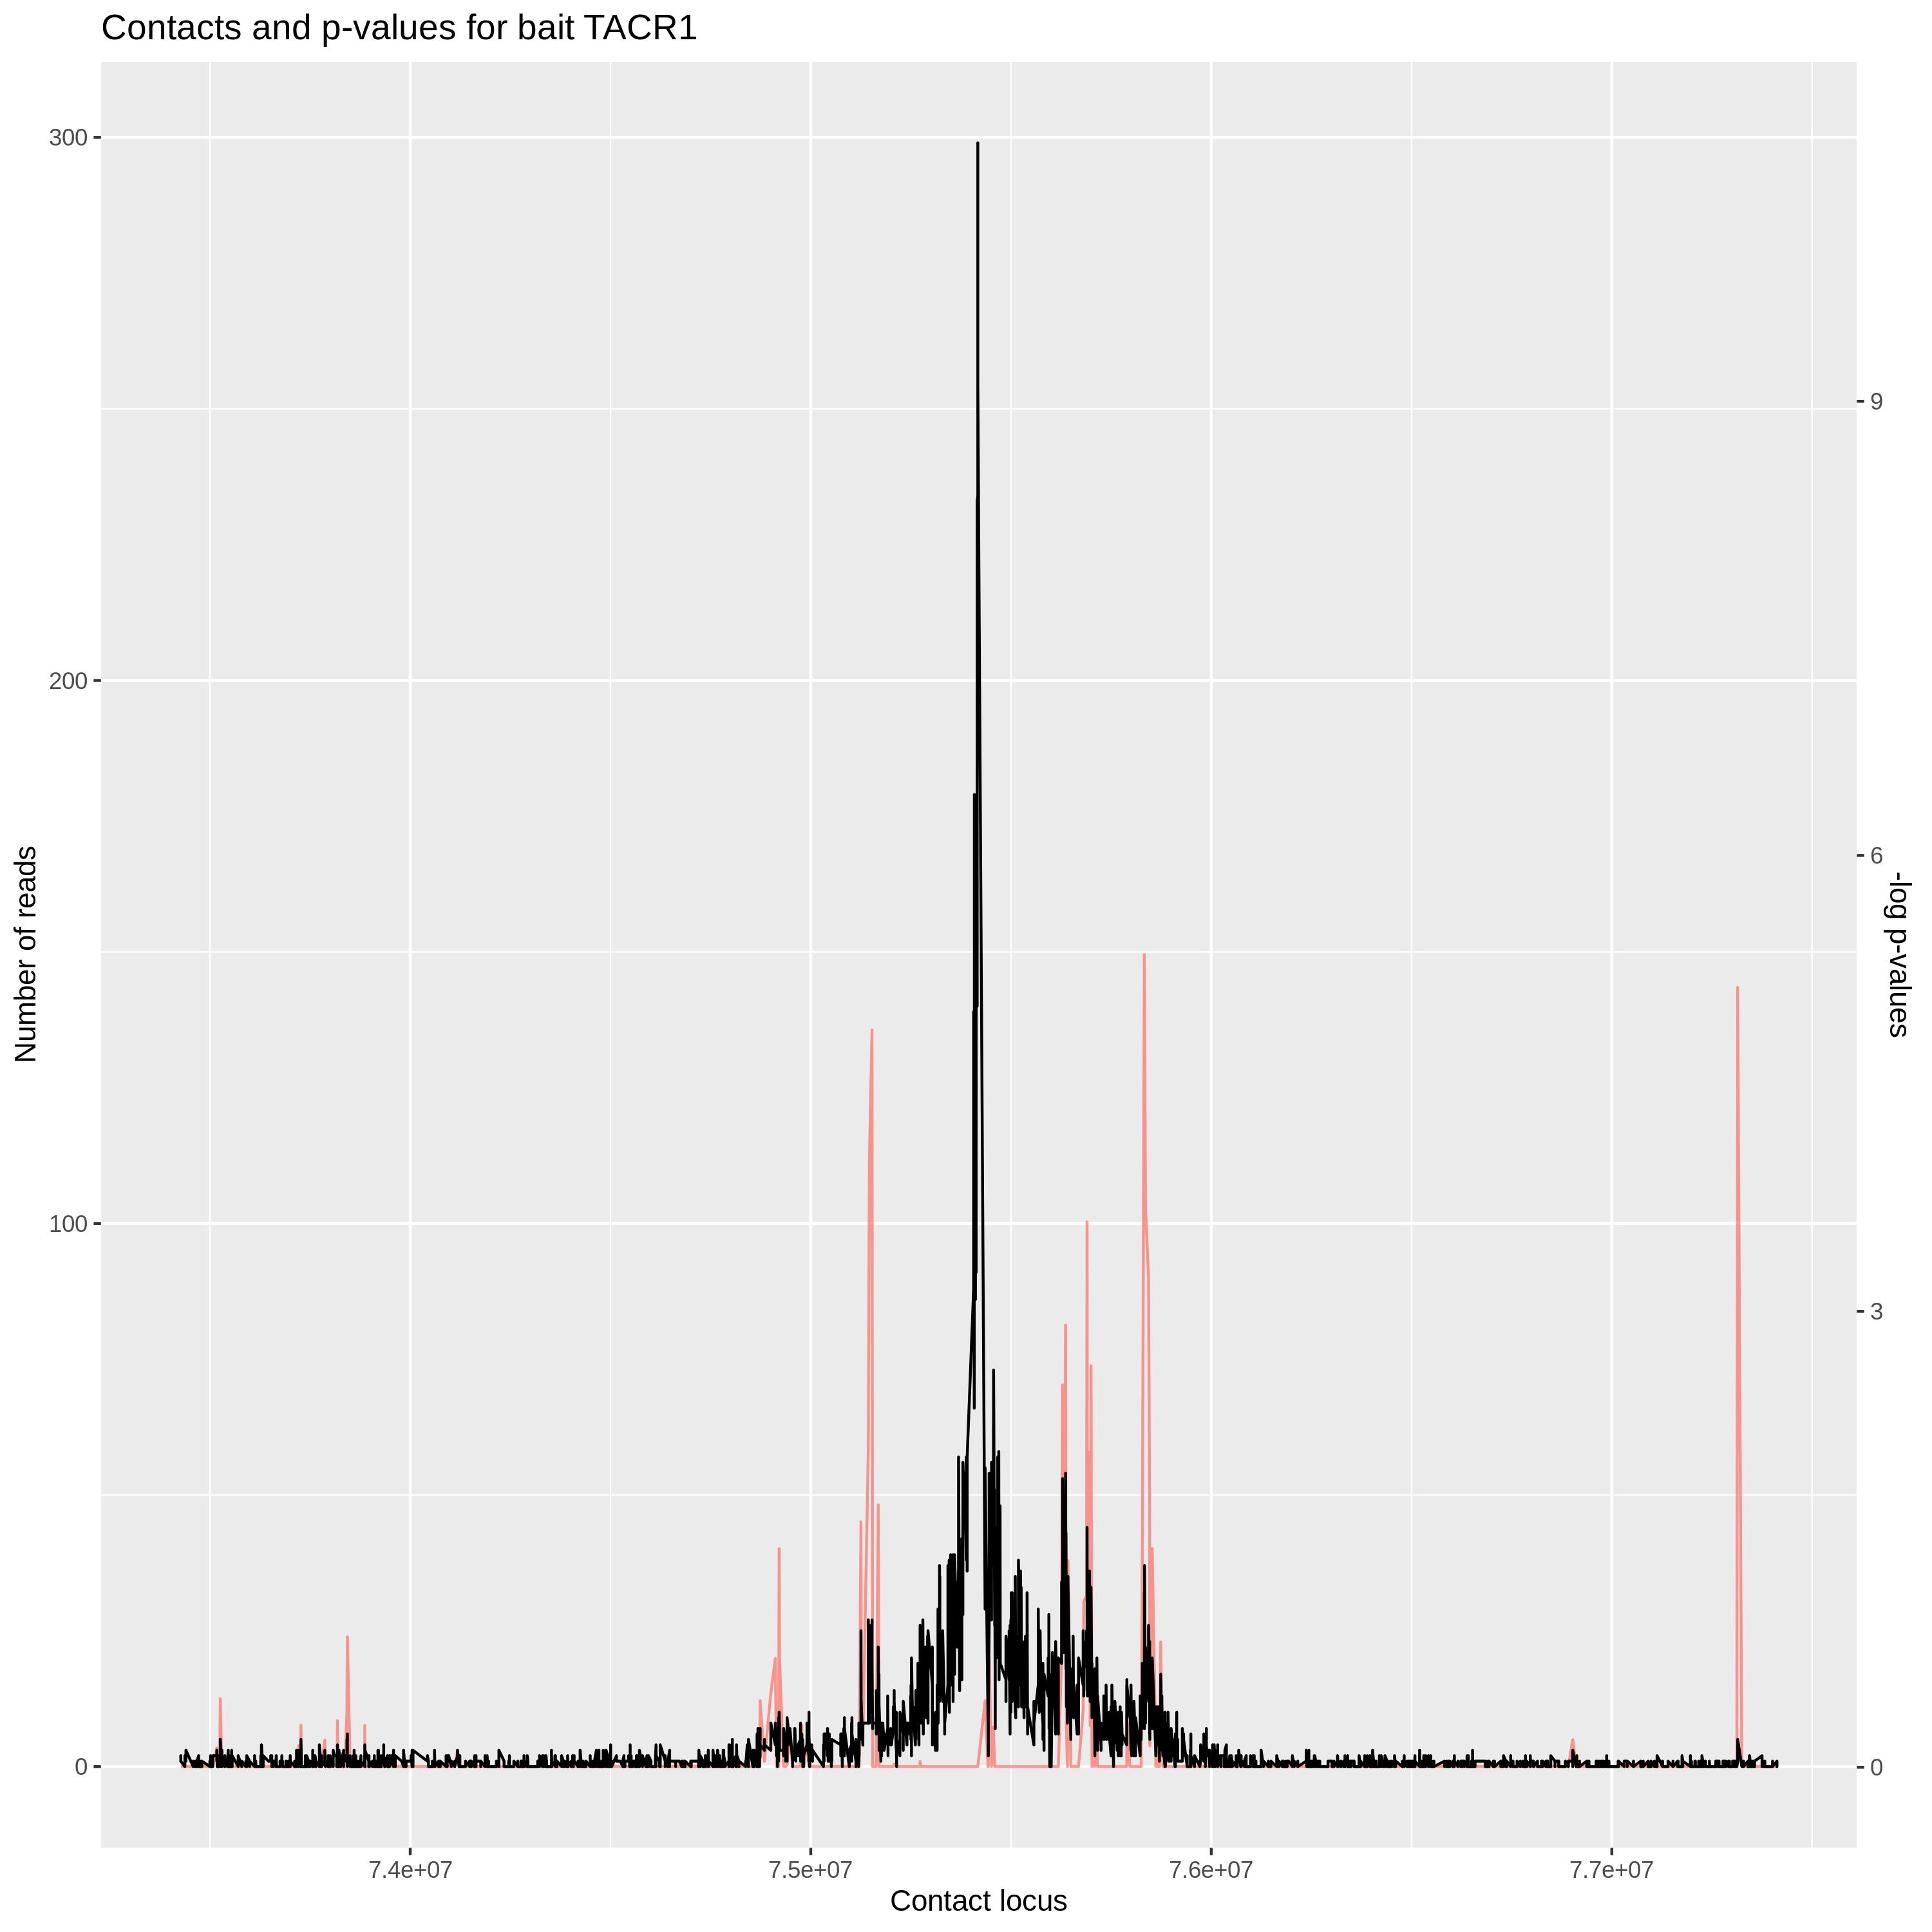 Contacts and p-values for bait TACR1
300
200
100
0
Number of reads
9
6
3
0
-log p-values
7.4e+07 7.5e+07 7.6e+07 7.7e+07
Contact locus